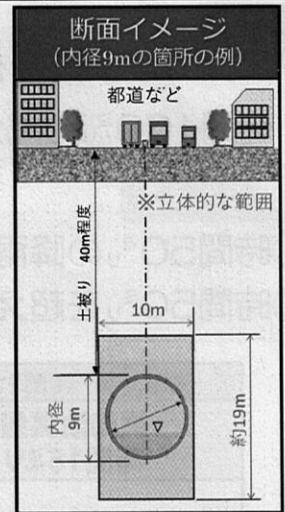 断面イメージ
(内径9mの箇所の例)
都道など
※立体的な範囲
土被り 40m程度
10m
内径
9m
約19m